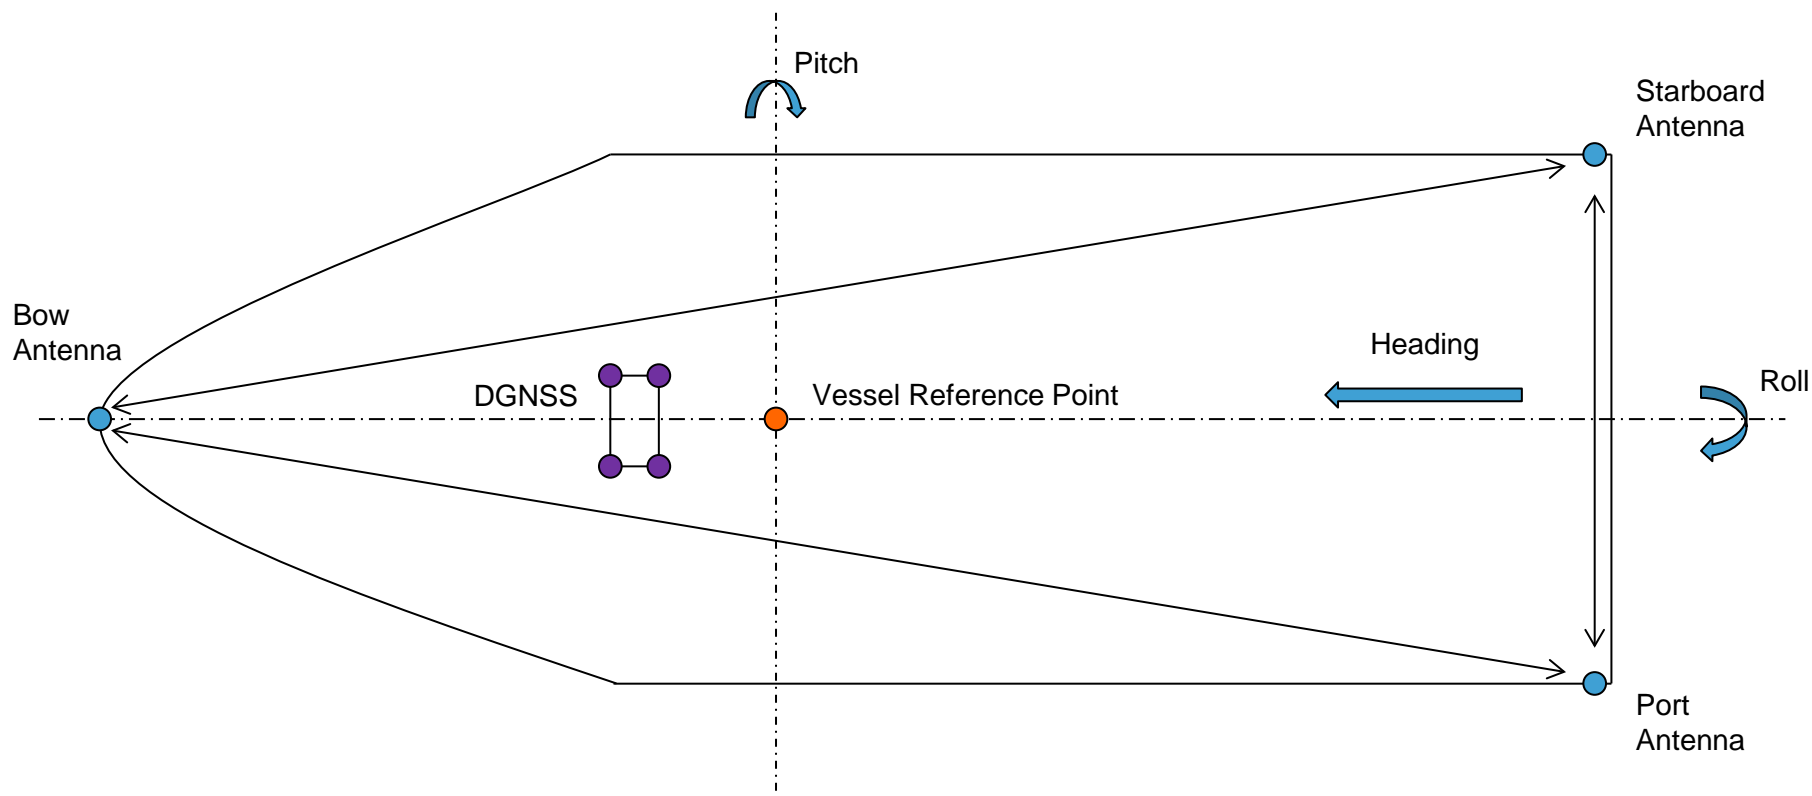 Pitch
Starboard
Antenna
Bow
Antenna
Heading
Roll
DGNSS
Vessel Reference Point
Port
Antenna